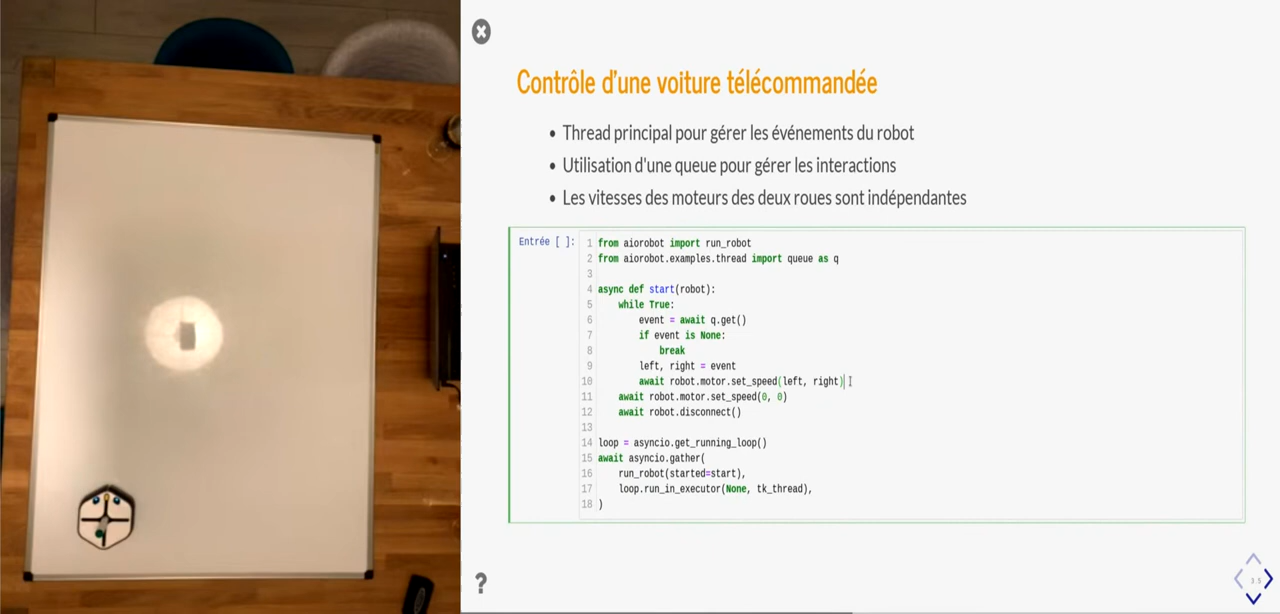 Contrôle d'une voiture télécommandée
• Thread principal pour gérer les événements du robot
• Utilisation d'une queue pour gérer les interactions
• Les vitesses des moteurs des deux roues sont indépendantes
Entrée [ ]:
1 from aiorobot import run_robot
2 from aiorobot.examples.thread import queue as q
3
4 async def start(robot):
5     while True:
6         event = await q.get()
7         if event is None:
8             break
9         left, right = event
10         await robot.motor.set_speed(left, right)
11     await robot.motor.set_speed(0, 0)
12     await robot.disconnect()
13
14 loop = asyncio.get_running_loop()
15 await asyncio.gather(
16     run_robot(started=start),
17     loop.run_in_executor(None, tk_thread),
18 )
?
3.5